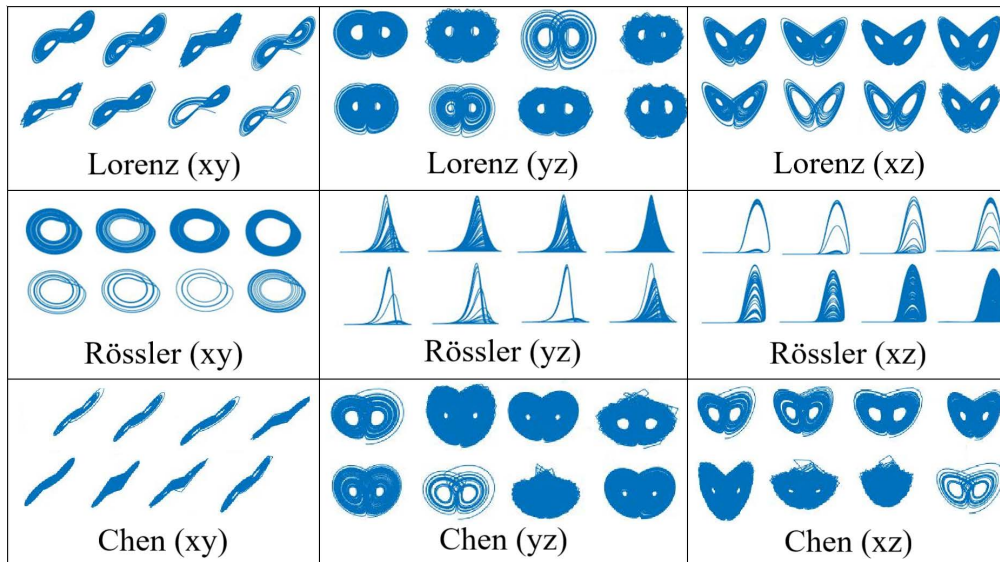 Lorenz (xy)
Lorenz (yz)
Lorenz (xz)
Rössler (xy)
Rössler (yz)
Rössler (xz)
Chen (xy)
Chen (yz)
Chen (xz)